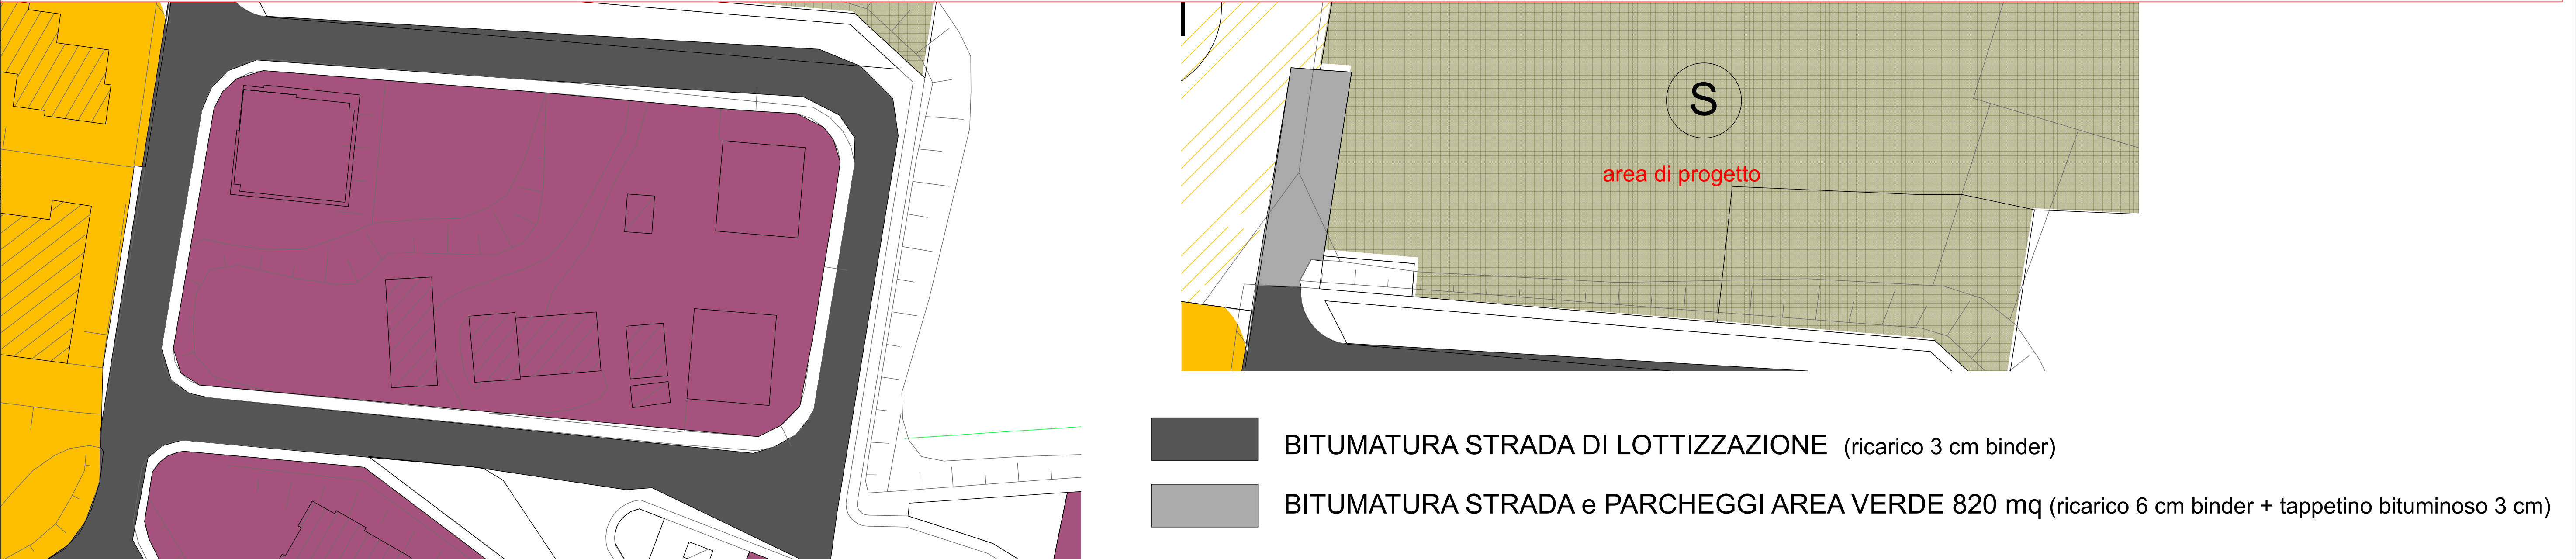 S
area di progetto
BITUMATURA STRADA DI LOTTIZZAZIONE (ricarico 3 cm binder)
BITUMATURA STRADA e PARCHEGGI AREA VERDE 820 mq (ricarico 6 cm binder + tappetino bituminoso 3 cm)